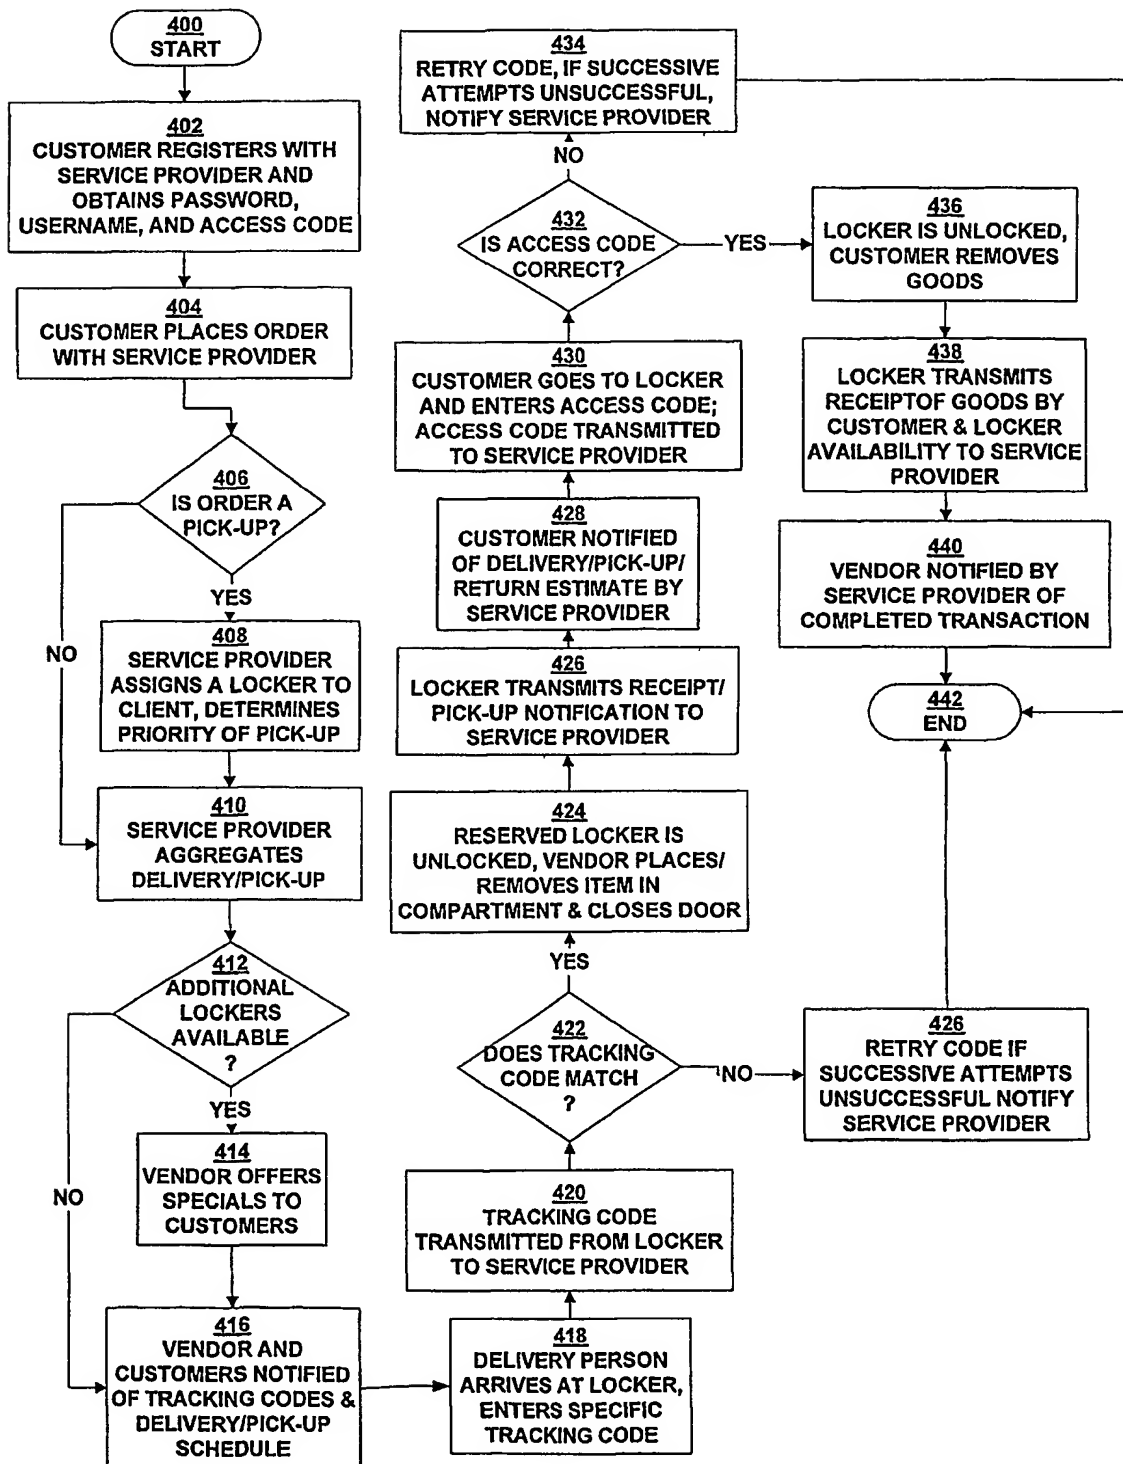 400
START
402
CUSTOMER REGISTERS WITH
SERVICE PROVIDER AND
OBTAINS PASSWORD,
USERNAME, AND ACCESS CODE
404
CUSTOMER PLACES ORDER
WITH SERVICE PROVIDER
406
IS ORDER A
PICK-UP?
YES
NO
408
SERVICE PROVIDER
ASSIGNS A LOCKER TO
CLIENT, DETERMINES
PRIORITY OF PICK-UP
410
SERVICE PROVIDER
AGGREGATES
DELIVERY/PICK-UP
412
ADDITIONAL
LOCKERS
AVAILABLE
?
YES
NO
414
VENDOR OFFERS
SPECIALS TO
CUSTOMERS
416
VENDOR AND
CUSTOMERS NOTIFIED
OF TRACKING CODES &
DELIVERY/PICK-UP
SCHEDULE
418
DELIVERY PERSON
ARRIVES AT LOCKER,
ENTERS SPECIFIC
TRACKING CODE
420
TRACKING CODE
TRANSMITTED FROM LOCKER
TO SERVICE PROVIDER
422
DOES TRACKING
CODE MATCH
?
NO
426
RETRY CODE IF
SUCCESSIVE ATTEMPTS
UNSUCCESSFUL NOTIFY
SERVICE PROVIDER
YES
424
RESERVED LOCKER IS
UNLOCKED, VENDOR PLACES/
REMOVES ITEM IN
COMPARTMENT & CLOSES DOOR
426
LOCKER TRANSMITS RECEIPT/
PICK-UP NOTIFICATION TO
SERVICE PROVIDER
428
CUSTOMER NOTIFIED
OF DELIVERY/PICK-UP/
RETURN ESTIMATE BY
SERVICE PROVIDER
430
CUSTOMER GOES TO LOCKER
AND ENTERS ACCESS CODE;
ACCESS CODE TRANSMITTED
TO SERVICE PROVIDER
432
IS ACCESS CODE
CORRECT?
NO
434
RETRY CODE, IF SUCCESSIVE
ATTEMPTS UNSUCCESSFUL,
NOTIFY SERVICE PROVIDER
YES
436
LOCKER IS UNLOCKED,
CUSTOMER REMOVES
GOODS
438
LOCKER TRANSMITS
RECEIPTOF GOODS BY
CUSTOMER & LOCKER
AVAILABILITY TO SERVICE
PROVIDER
440
VENDOR NOTIFIED BY
SERVICE PROVIDER OF
COMPLETED TRANSACTION
442
END